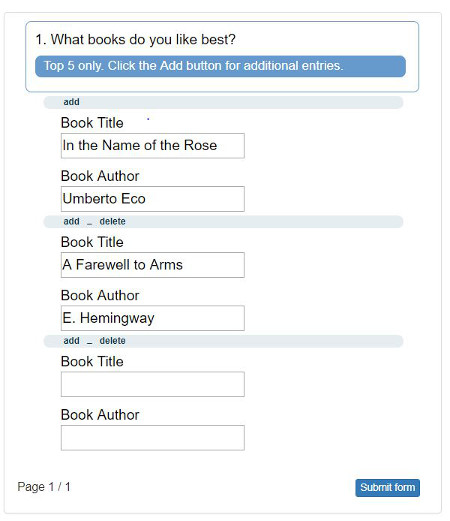 1. What books do you like best?
Top 5 only. Click the Add button for additional entries.
add
Book Title
In the Name of the Rose
Book Author
Umberto Eco
add _ delete
Book Title
A Farewell to Arms
Book Author
E. Hemingway
add _ delete
Book Title
Book Author
Page 1 / 1
Submit form